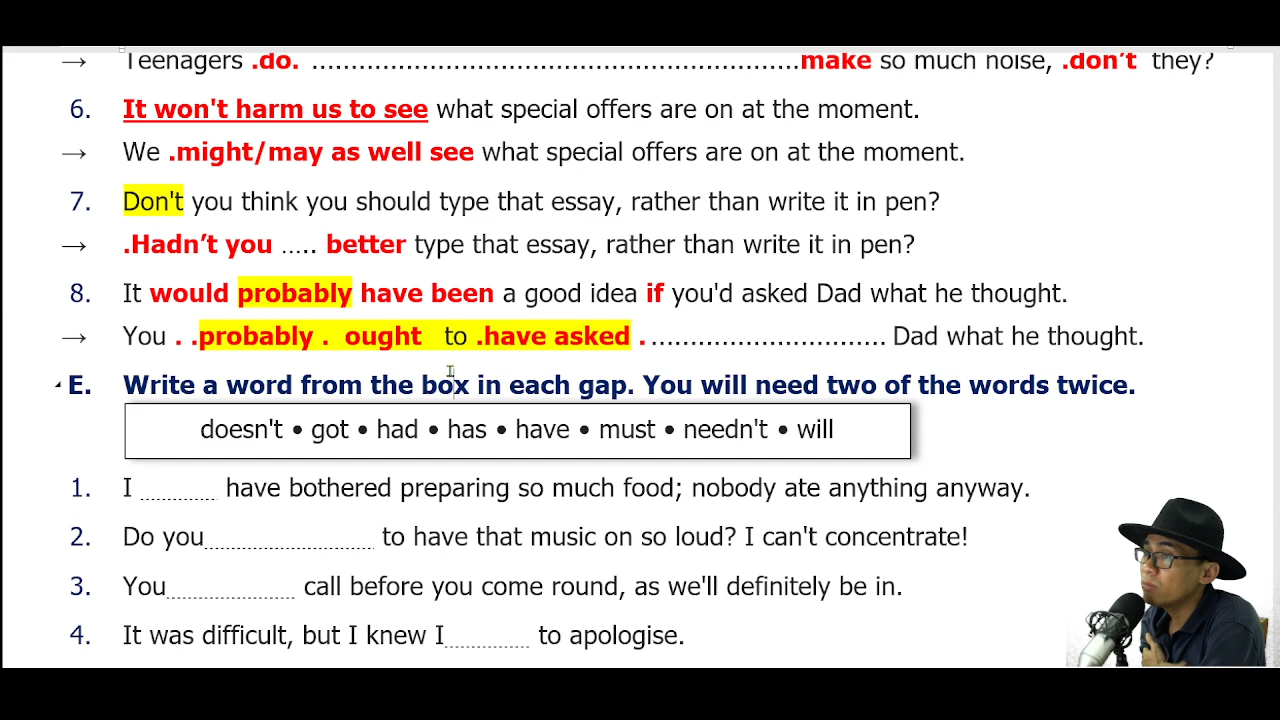 → Teenagers .do. ..............................................................make so much noise, .don't they?
6. It won't harm us to see what special offers are on at the moment.
→ We .might/may as well see what special offers are on at the moment.
7. Don't you think you should type that essay, rather than write it in pen?
→ .Hadn’t you ….. better type that essay, rather than write it in pen?
8. It would probably have been a good idea if you'd asked Dad what he thought.
→ You . .probably . ought to .have asked .............................. Dad what he thought.
E. Write a word from the box in each gap. You will need two of the words twice.
doesn't • got • had • has • have • must • needn't • will
1. I ............ have bothered preparing so much food; nobody ate anything anyway.
2. Do you.......................... to have that music on so loud? I can't concentrate!
3. You.................... call before you come round, as we'll definitely be in.
4. It was difficult, but I knew I............. to apologise.